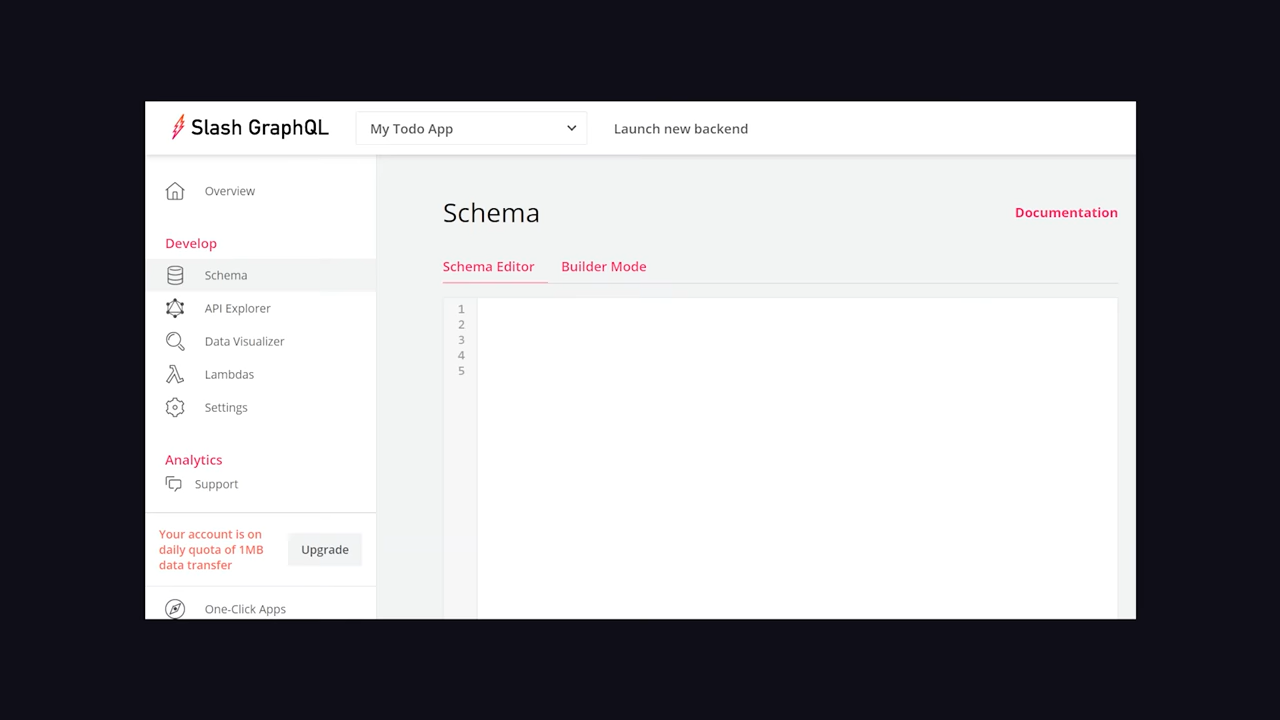 Slash GraphQL
My Todo App
Launch new backend
Overview
Develop
Schema
API Explorer
Data Visualizer
Lambdas
Settings
Analytics
Support
Your account is on
daily quota of 1MB
data transfer
Upgrade
One-Click Apps
Schema
Documentation
Schema Editor
Builder Mode
1
2
3
4
5